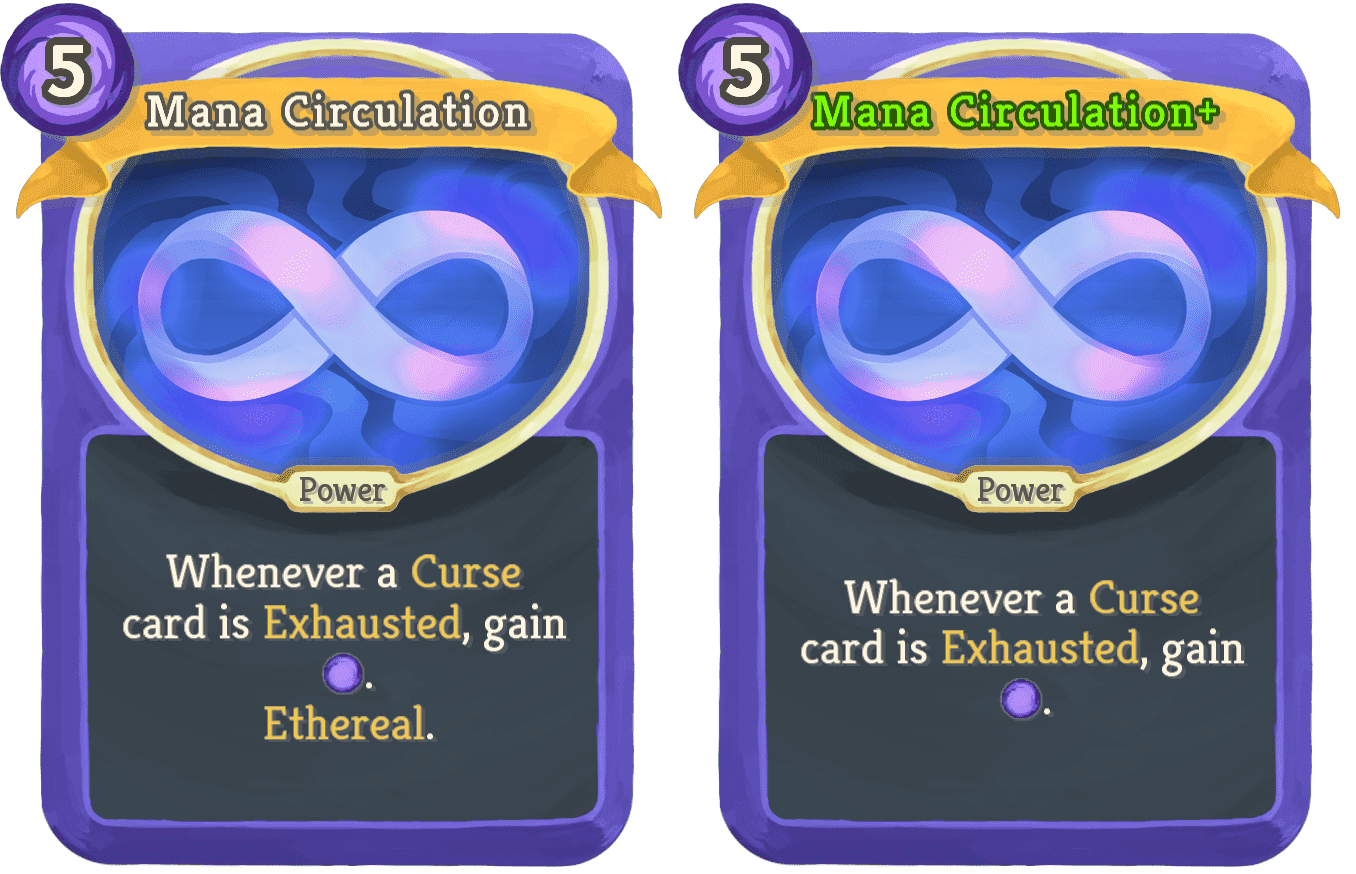 5
Mana Circulation
Power
Whenever a Curse
card is Exhausted, gain
.
Ethereal.
5
Mana Circulation+
Power
Whenever a Curse
card is Exhausted, gain
.